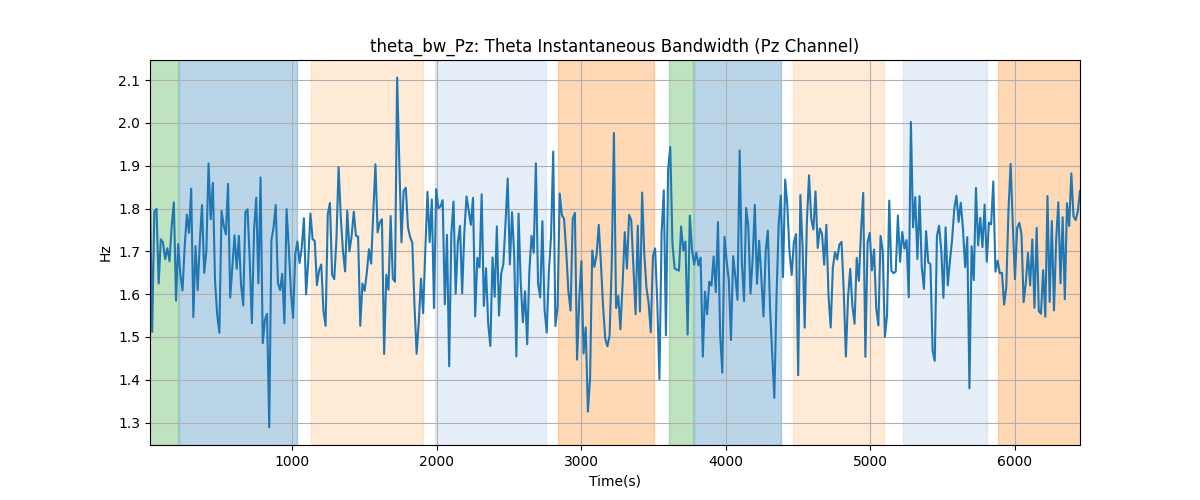 theta_bw_Pz: Theta Instantaneous Bandwidth (Pz Channel)
Hz
2.1
2.0
1.9
1.8
1.7
1.6
1.5
1.4
1.3
1000 2000 3000 4000 5000 6000
Time(s)